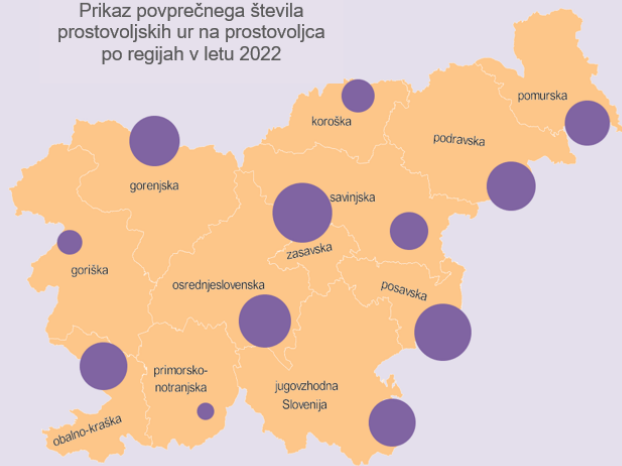 Prikaz povprečnega števila
prostovoljskih ur na prostovoljca
po regijah v letu 2022
pomurska
koroška
podravska
gorenjska
savinjska
zasavska
goriška
osrednjeslovenska
posavska
primorsko-
notranjska
jugovzhodna
Slovenija
obalno-kraška